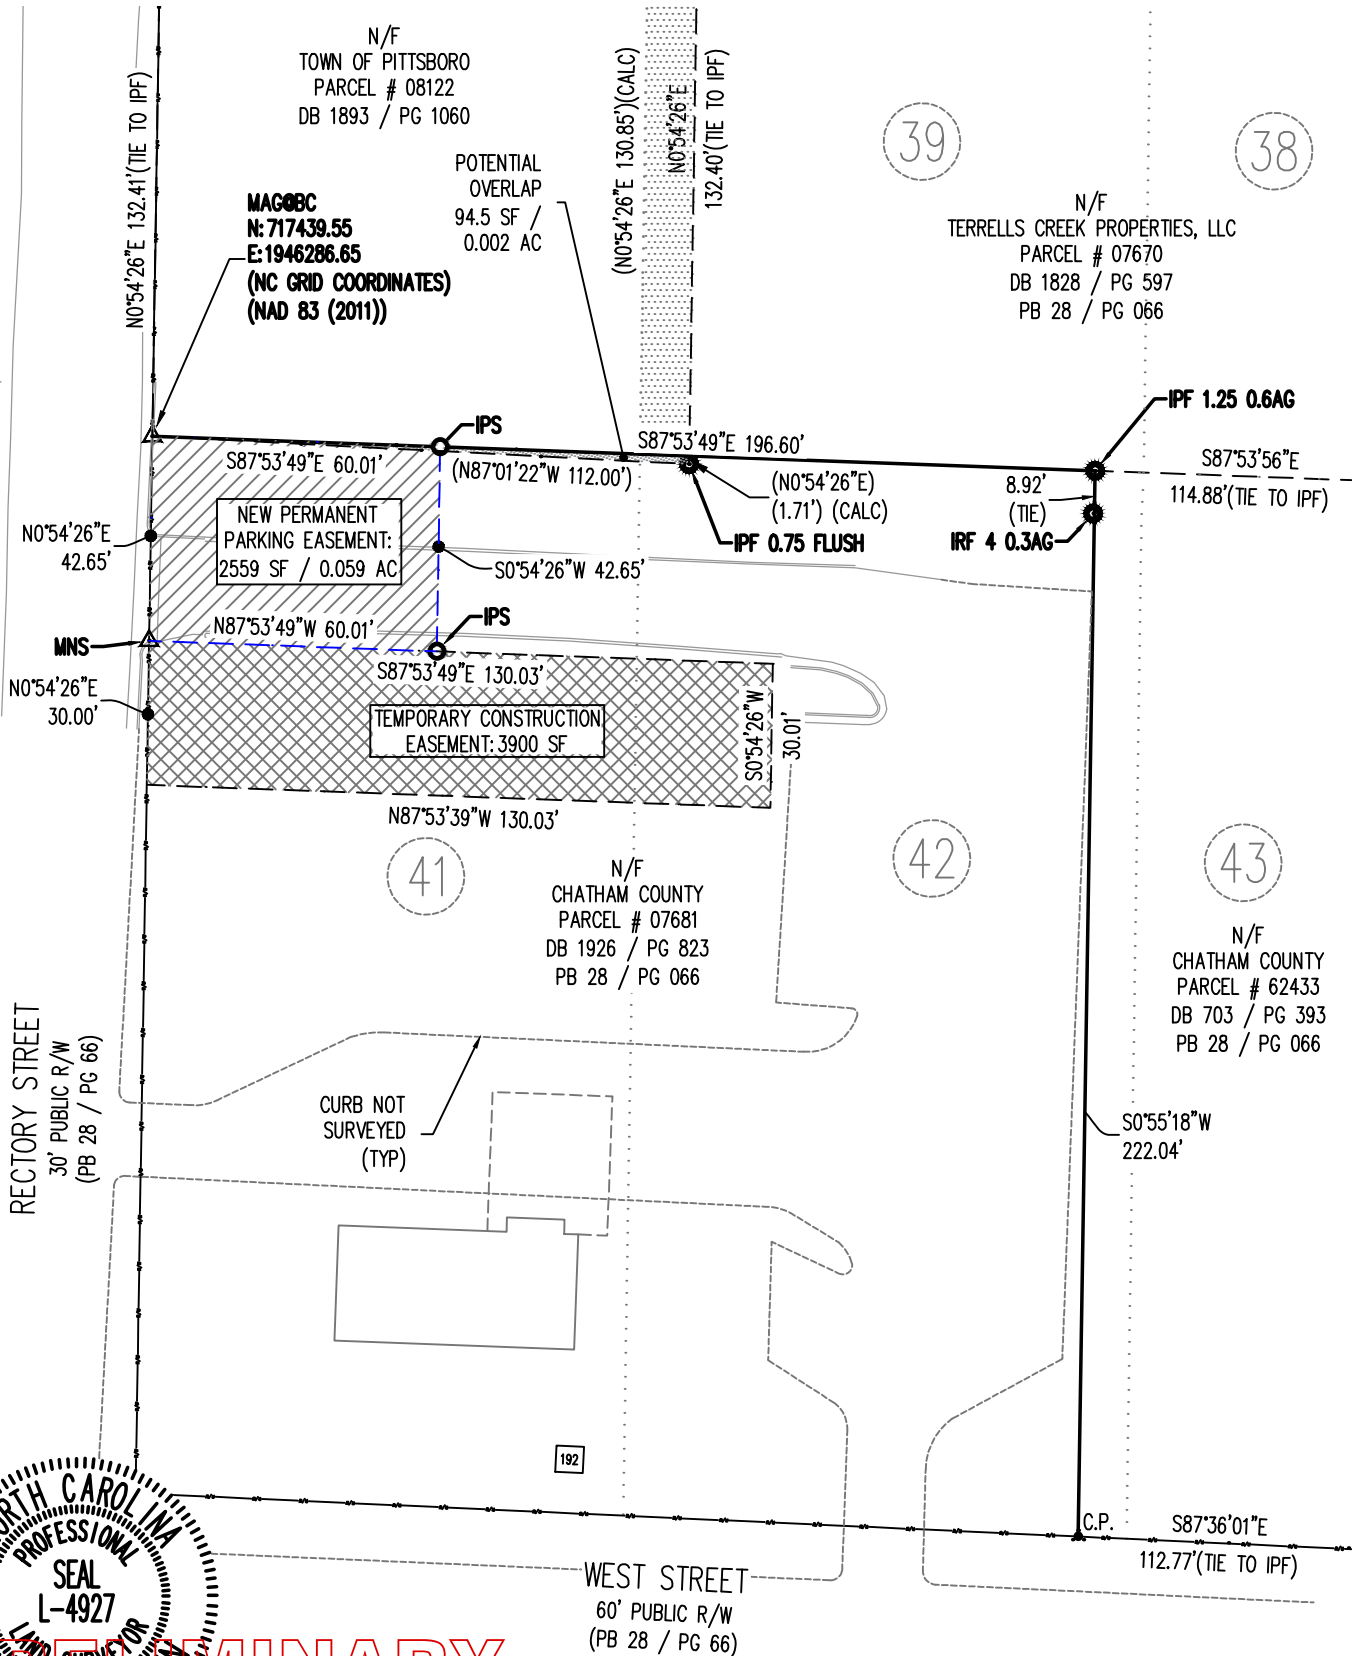 N/F
TOWN OF PITTSBORO
PARCEL # 08122
DB 1893 / PG 1060
N0°54'26"E 132.41'(TIE TO IPF)
POTENTIAL
OVERLAP
94.5 SF /
0.002 AC
(N0°54'26"E 130.85')(CALC)
N0°54'26"E
132.40'(TIE TO IPF)
39
38
MAG@BC
N: 717439.55
E: 1946286.65
(NC GRID COORDINATES)
(NAD 83 (2011))
N/F
TERRELLS CREEK PROPERTIES, LLC
PARCEL # 07670
DB 1828 / PG 597
PB 28 / PG 066
IPF 1.25 0.6AG
IPS
S87°53'49"E 196.60'
S87°53'49"E 60.01'
(N87°01'22"W 112.00')
(N0°54'26"E)
(1.71') (CALC)
8.92'
(TIE)
S87°53'56"E
114.88'(TIE TO IPF)
NEW PERMANENT
PARKING EASEMENT:
2559 SF / 0.059 AC
N0°54'26"E
42.65'
IPF 0.75 FLUSH
IRF 4 0.3AG
S0°54'26"W 42.65'
IPS
N87°53'49"W 60.01'
MNS
S87°53'49"E 130.03'
N0°54'26"E
30.00'
TEMPORARY CONSTRUCTION
EASEMENT: 3900 SF
S0°54'26"W
30.01'
N87°53'39"W 130.03'
41
42
43
N/F
CHATHAM COUNTY
PARCEL # 07681
DB 1926 / PG 823
PB 28 / PG 066
N/F
CHATHAM COUNTY
PARCEL # 62433
DB 703 / PG 393
PB 28 / PG 066
RECTORY STREET
30' PUBLIC R/W
(PB 28 / PG 66)
CURB NOT
SURVEYED
(TYP)
S0°55'18"W
222.04'
192
C.P.
S87°36'01"E
112.77'(TIE TO IPF)
WEST STREET
60' PUBLIC R/W
(PB 28 / PG 66)
CAROLINA
PROFESSIONAL
SEAL
L-4927
LAND SURVEYOR
PRELIMINARY